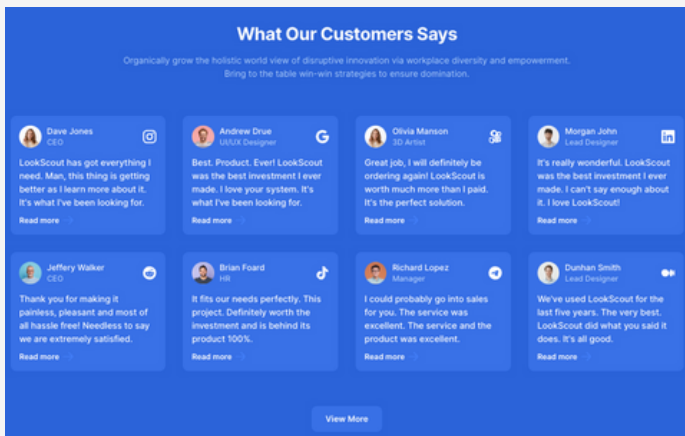 What Our Customers Says
Organically grow the holistic world view of disruptive innovation via workplace diversity and empowerment.
Bring to the table win-win strategies to ensure domination.
Dave Jones
CEO
LookScout has got everything I
need. Man, this thing is getting
better as I learn more about it.
It's what I've been looking for.
Read more
Andrew Drue
UI/UX Designer
Best. Product. Ever! LookScout
was the best investment I ever
made. I love your system. It's
what I've been looking for.
Read more
Olivia Manson
3D Artist
Great job, I will definitely be
ordering again! LookScout is
worth much more than I paid.
It's the perfect solution.
Read more
Morgan John
Lead Designer
It's really wonderful. LookScout
was the best investment I ever
made. I can't say enough about
it. I love LookScout!
Read more
Jeffery Walker
CEO
Thank you for making it
painless, pleasant and most of
all hassle free! Needless to say
we are extremely satisfied.
Read more
Brian Foard
HR
It fits our needs perfectly. This
project. Definitely worth the
investment and is behind its
product 100%.
Read more
Richard Lopez
Manager
I could probably go into sales
for you. The service was
excellent. The service and the
product was excellent.
Read more
Dunhan Smith
Lead Designer
We've used LookScout for the
last five years. The very best.
LookScout did what you said it
does. It's all good.
Read more
View More